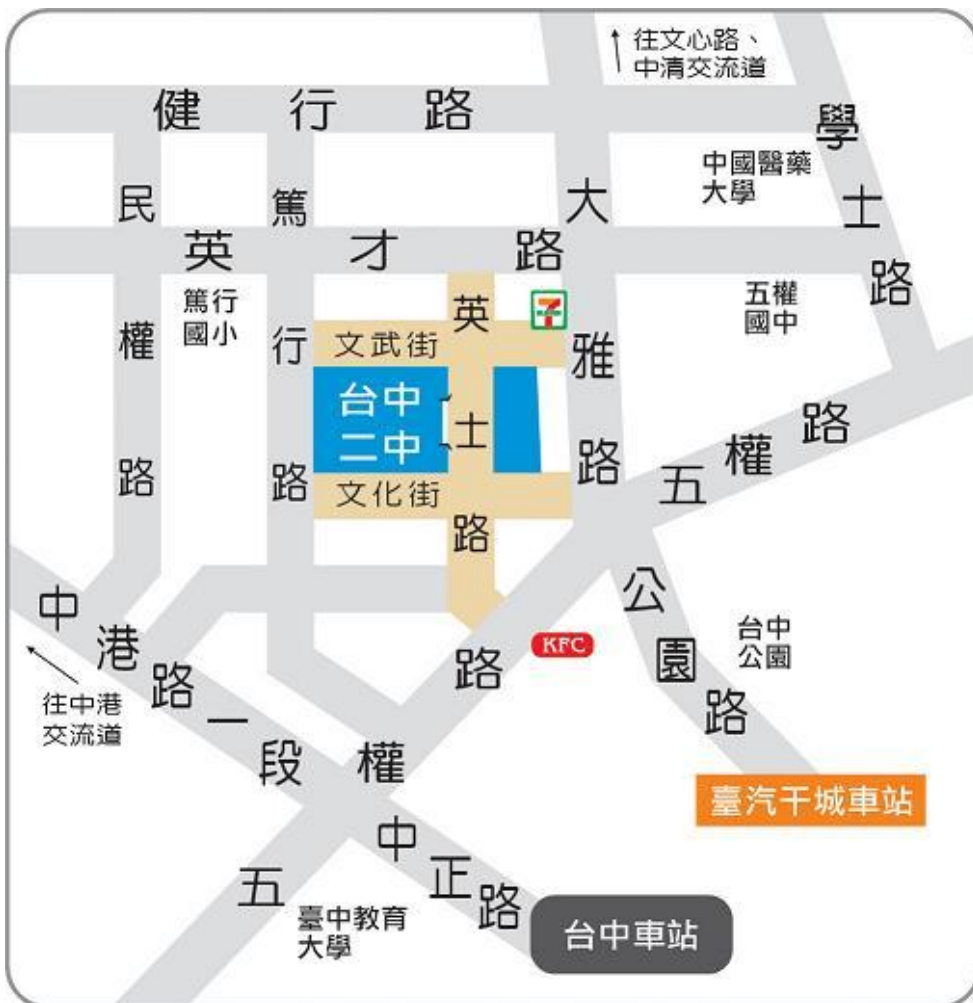 往文心路、
中清交流道
健行路
學士路
中國醫藥
大學
民權路
篤行路
大雅路
英才路
篤行
國小
英士路
7
ELEVEN
五權
國中
文武街
台中
二中
文化街
五權路
公園路
台中
公園
KFC
中港路一段
往中港
交流道
五權路
臺汽干城車站
中正路
臺中教育
大學
台中車站